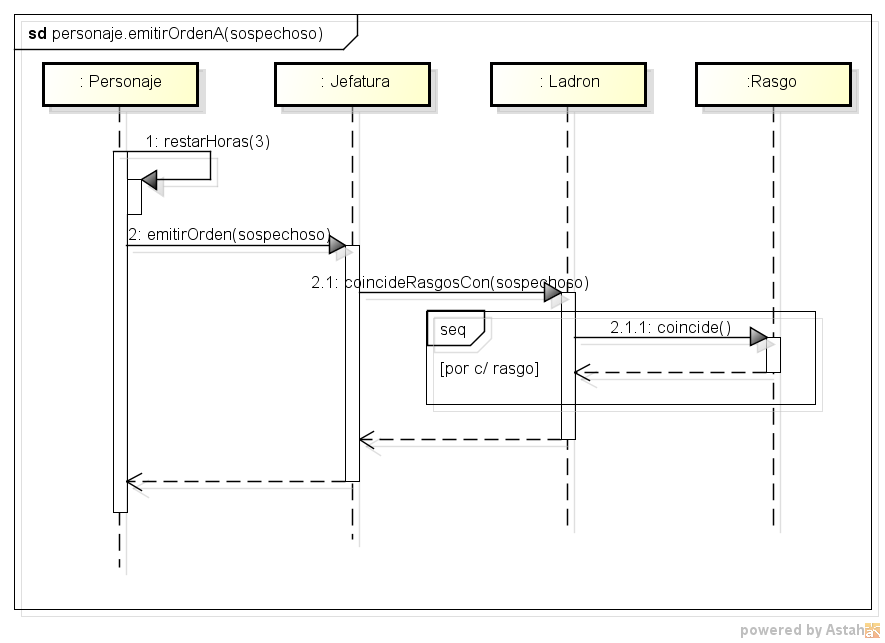 sd personaje.emitirOrdenA(sospechoso)
: Personaje
: Jefatura
: Ladron
:Rasgo
1: restarHoras(3)
2: emitirOrden(sospechoso)
2.1: coincideRasgosCon(sospechoso)
seq
2.1.1: coincide()
[por c/ rasgo]
powered by Astah